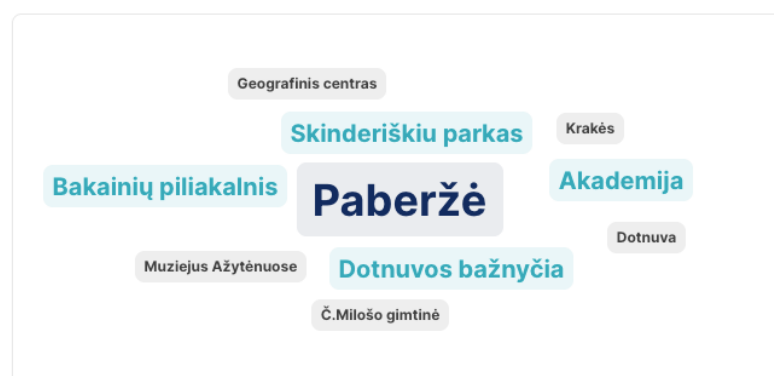 Geografinis centras
Skinderiškiu parkas
Krakės
Bakainių piliakalnis
Paberžė
Akademija
Dotnuva
Muziejus Ažytėnuose
Dotnuvos bažnyčia
Č.Milošo gimtinė